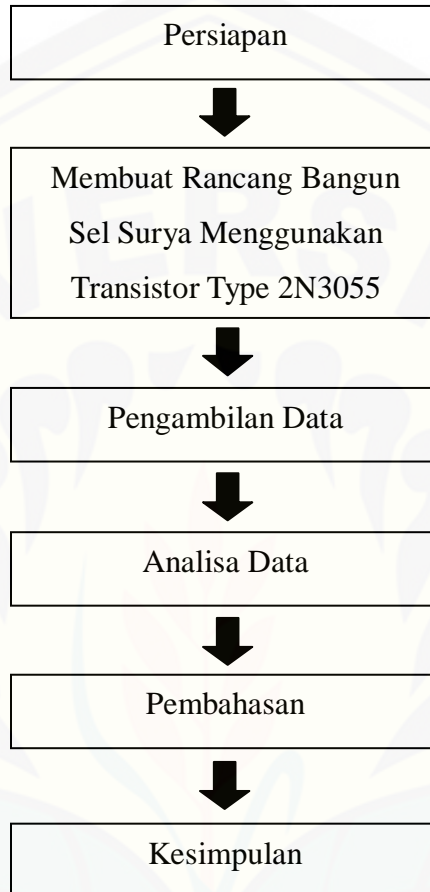 Persiapan
Membuat Rancang Bangun
Sel Surya Menggunakan
Transistor Type 2N3055
Pengambilan Data
Analisa Data
Pembahasan
Kesimpulan